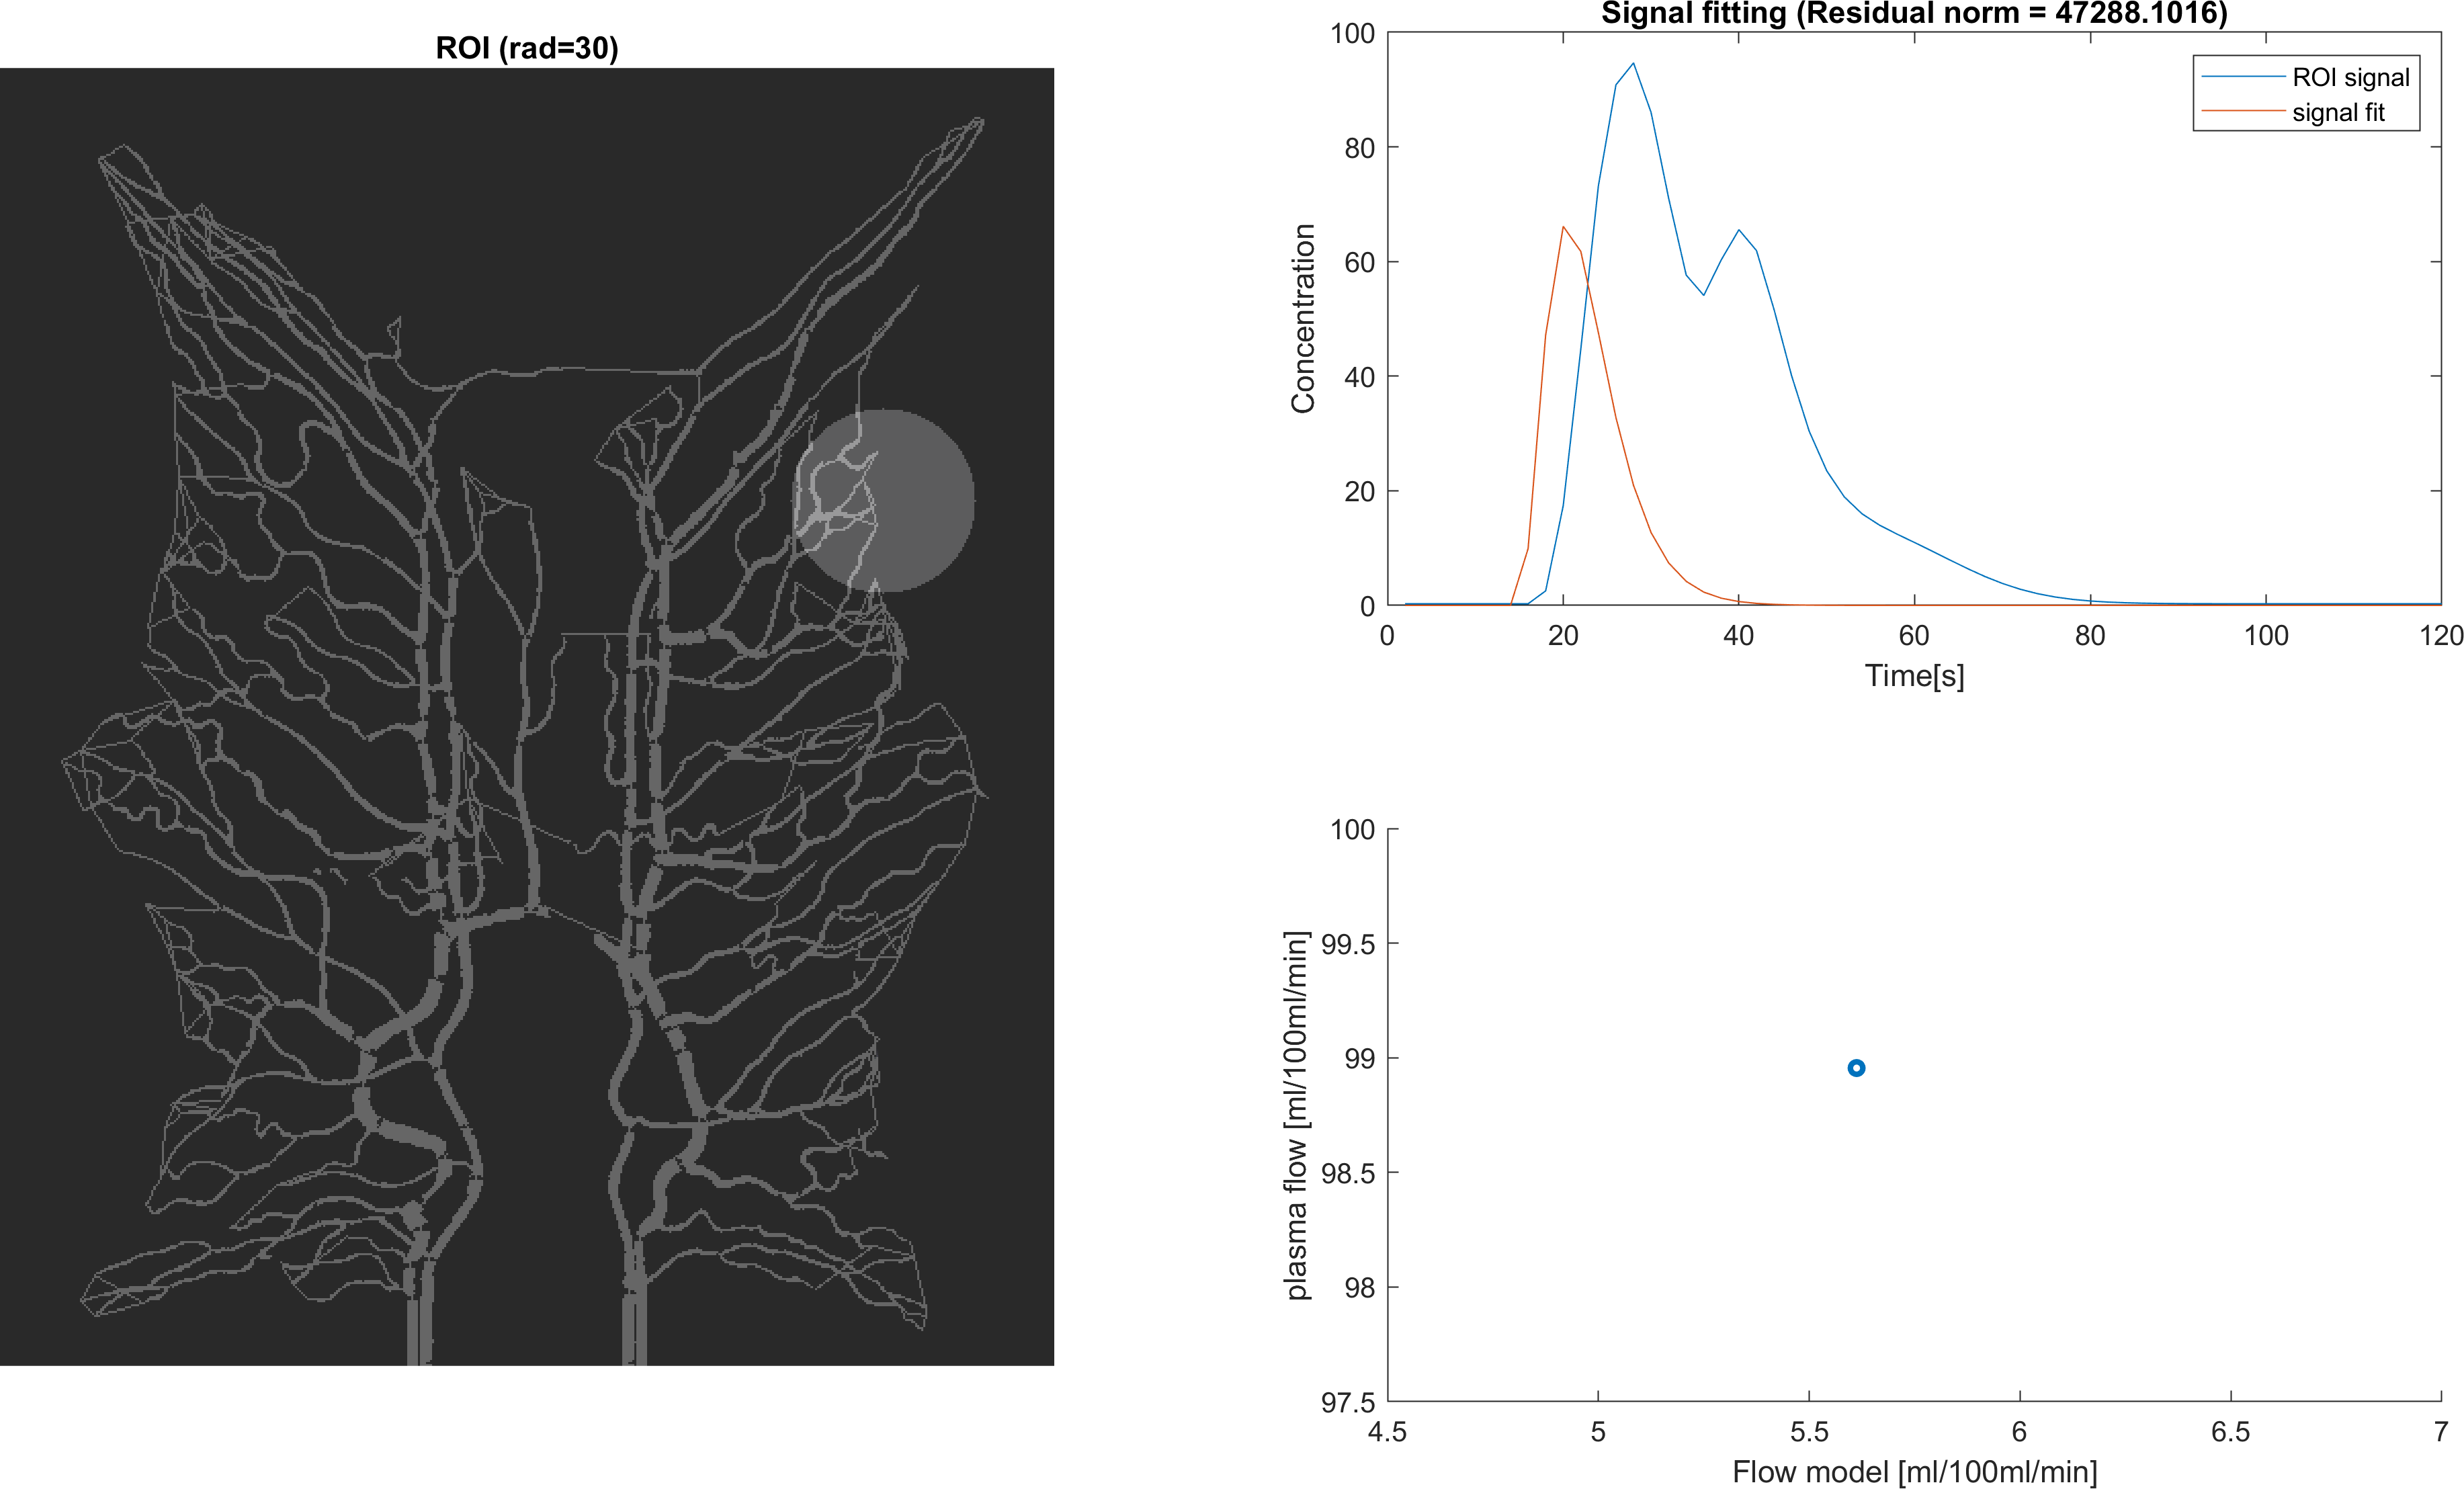 ROI (rad=30)
Signal fitting (Residual norm = 47288.1016)
100
80
60
40
20
0
Concentration
ROI signal
signal fit
0 20 40 60 80 100 120
Time[s]
100
99.5
99
98.5
98
97.5
plasma flow [ml/100ml/min]
4.5 5 5.5 6 6.5 7
Flow model [ml/100ml/min]